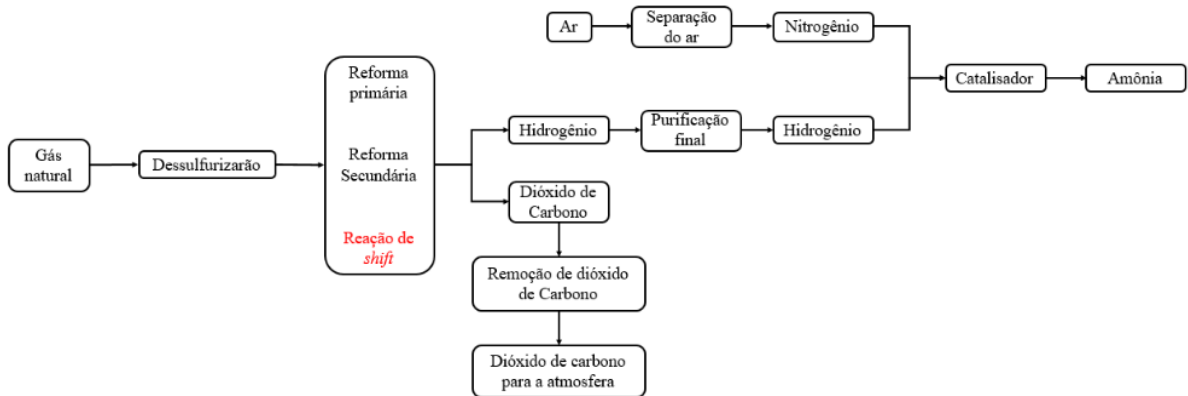 Ar
Separação
do ar
Nitrogênio
Catalisador
Amônia
Reforma
primária
Reforma
Secundária
Reação de
shift
Gás
natural
Dessulfurizarão
Hidrogênio
Purificação
final
Hidrogênio
Dióxido de
Carbono
Remoção de dióxido
de Carbono
Dióxido de carbono
para a atmosfera